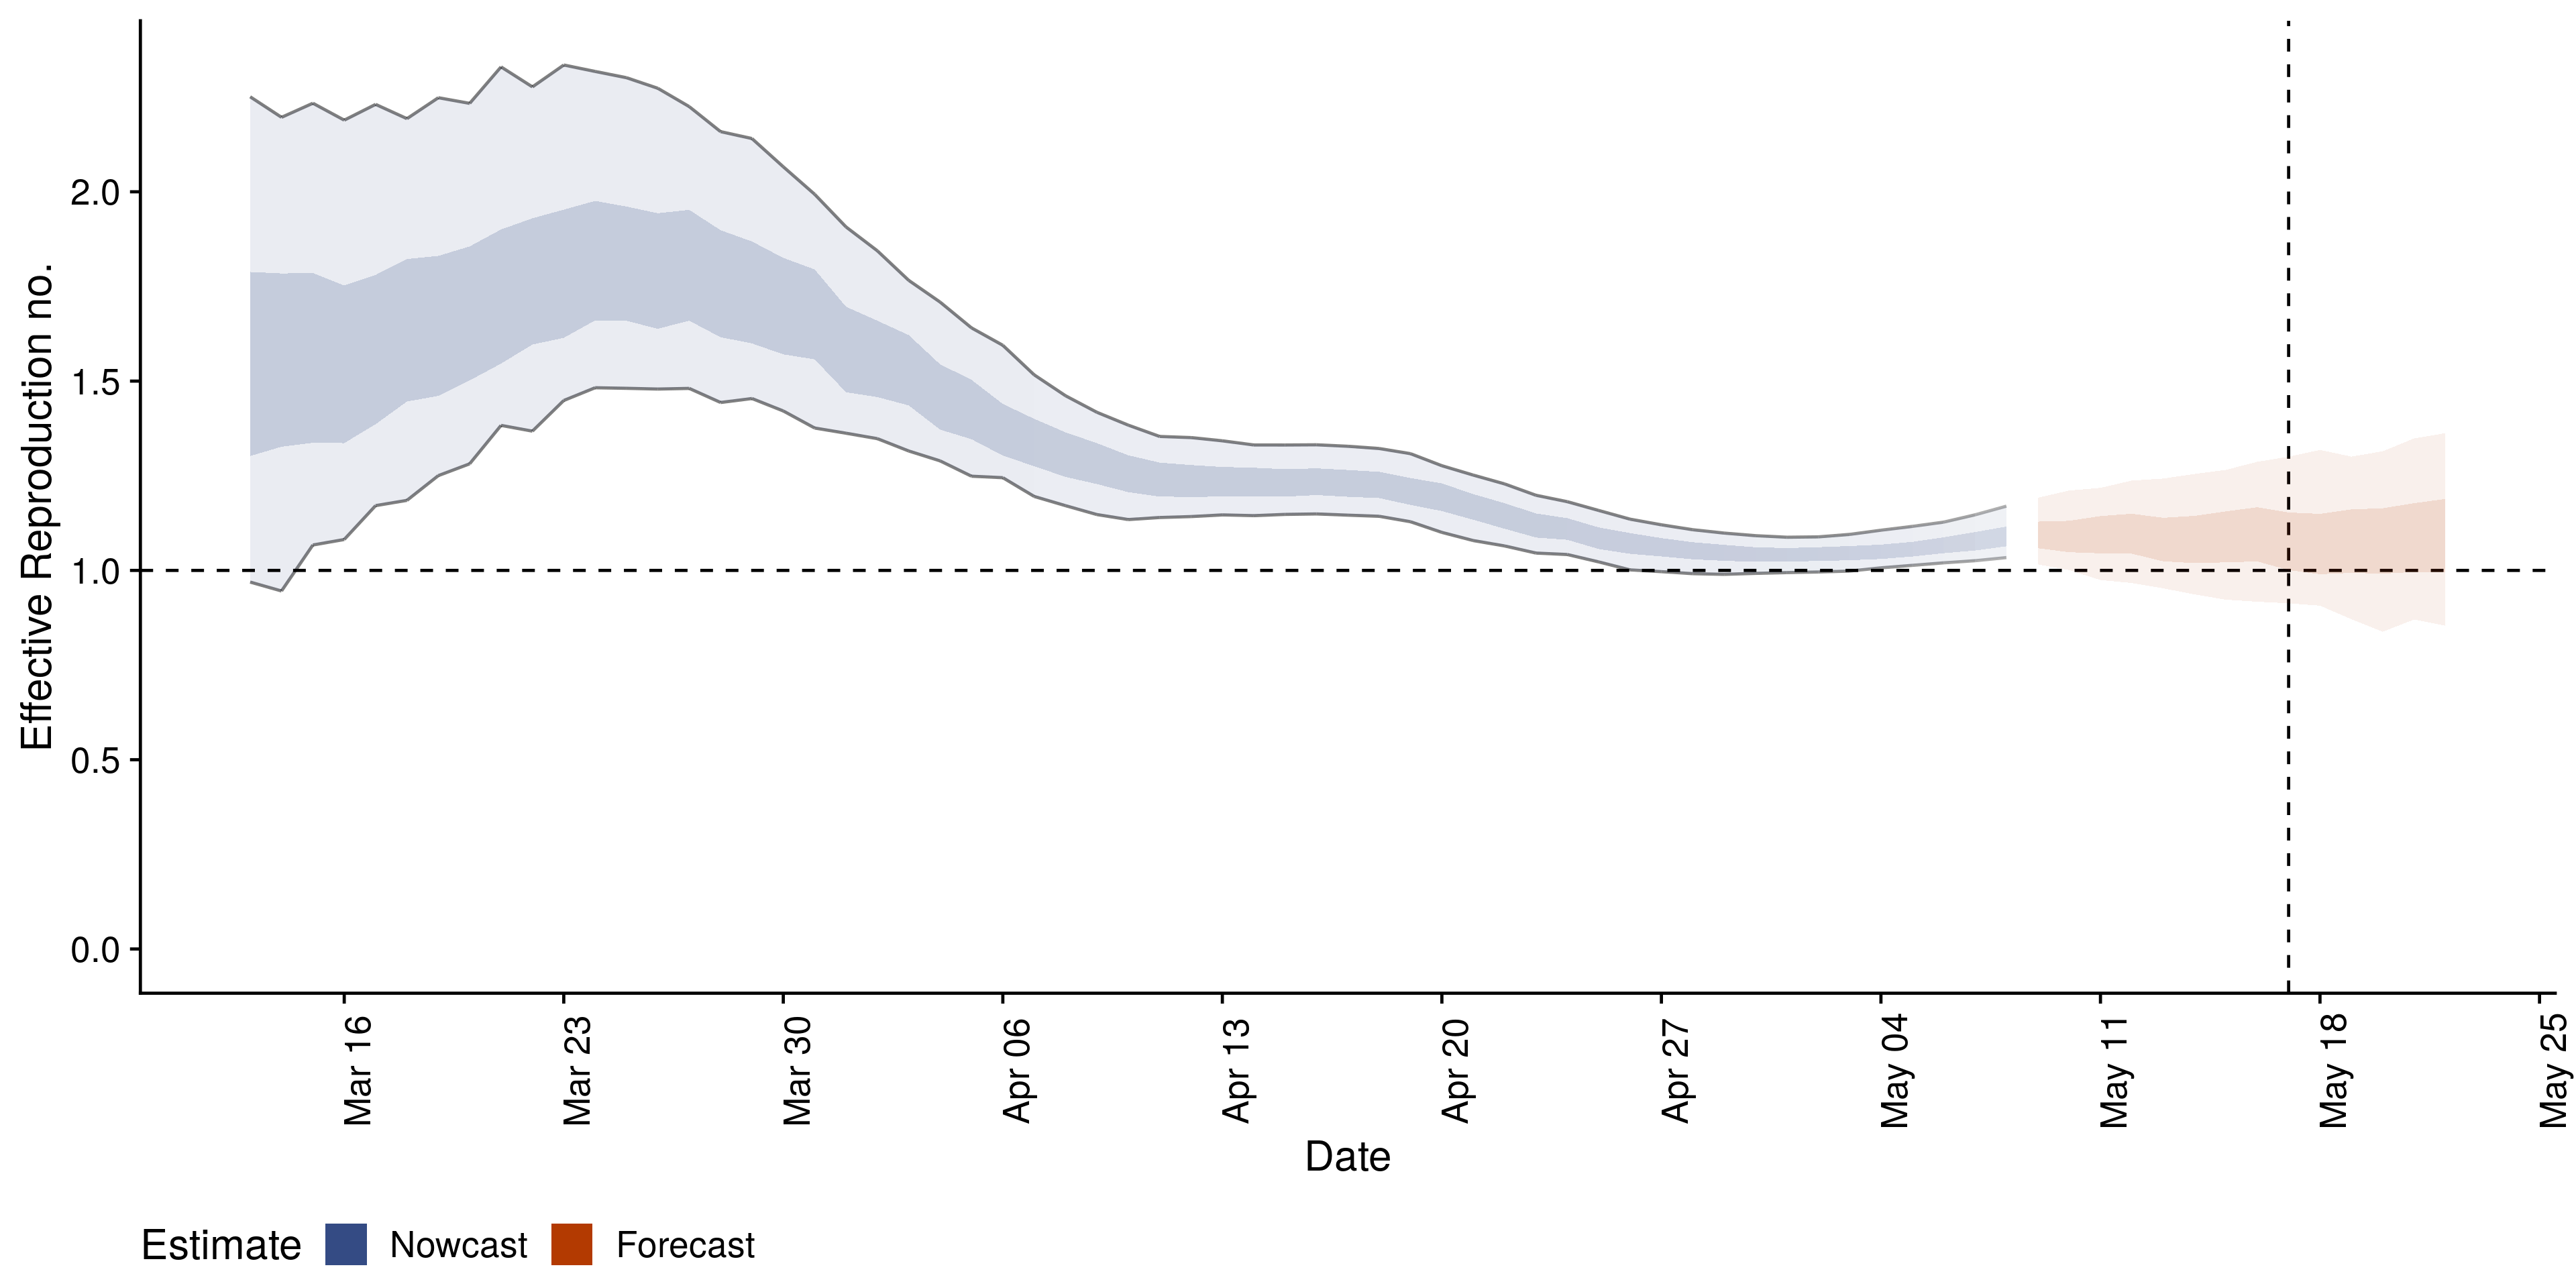 Effective Reproduction no.
2.0
1.5
1.0
0.5
0.0
Mar 16
Mar 23
Mar 30
Apr 06
Apr 13
Apr 20
Apr 27
May 04
May 11
May 18
May 25
Date
Estimate Nowcast Forecast